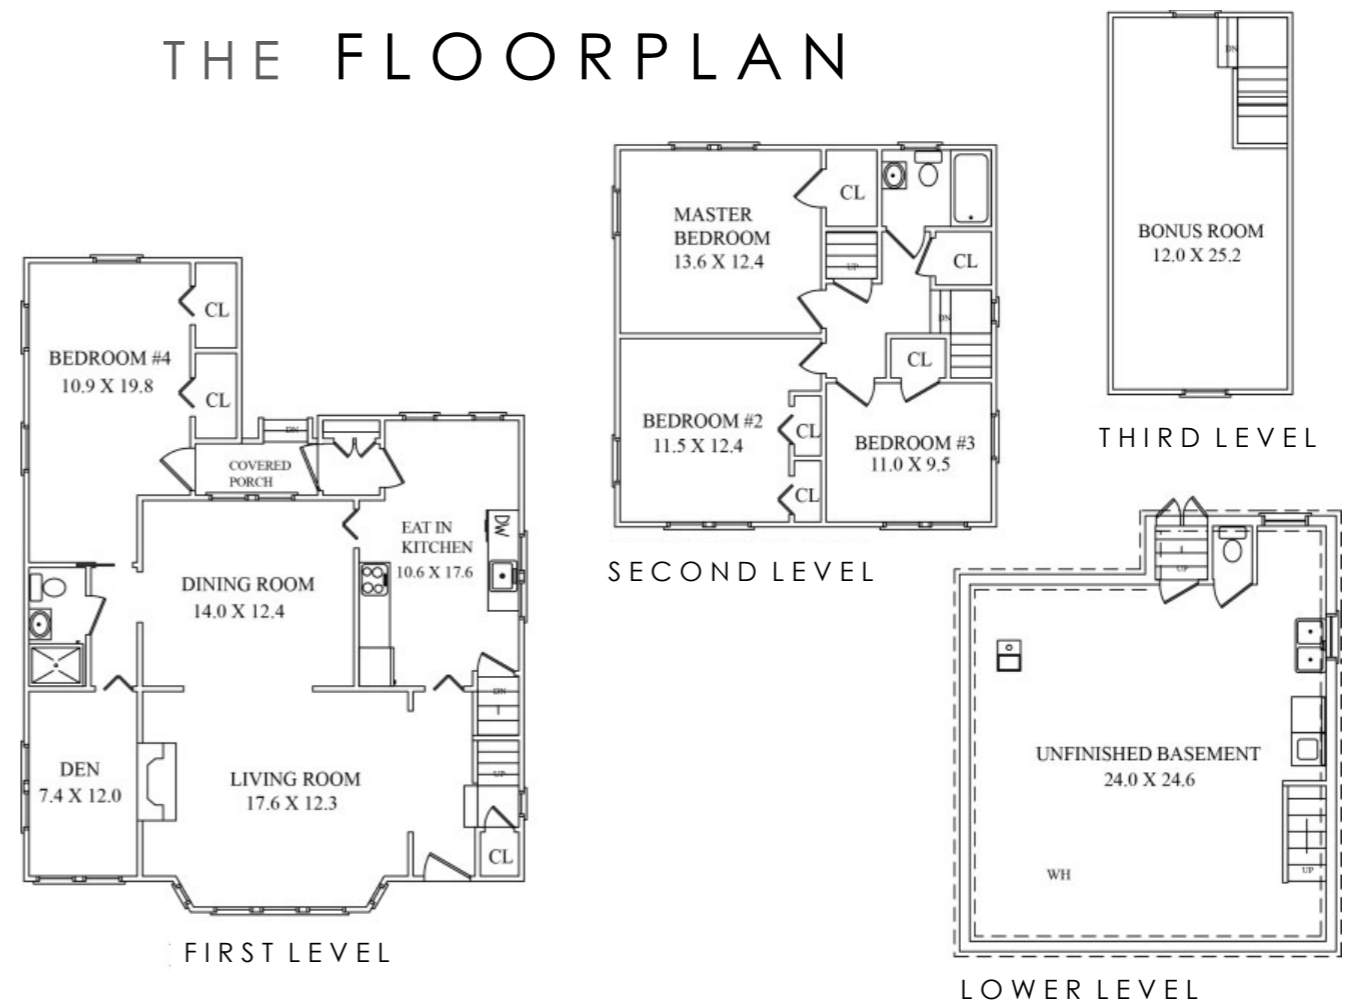 THE FLOORPLAN
CL
BEDROOM #4
10.9 X 19.8
CL
DN
COVERED
PORCH
EAT IN
KITCHEN
10.6 X 17.6
DW
DINING ROOM
14.0 X 12.4
DN
DEN
7.4 X 12.0
LIVING ROOM
17.6 X 12.3
UP
CL
FIRST LEVEL
MASTER
BEDROOM
13.6 X 12.4
CL
UP
CL
DN
CL
BEDROOM #2
11.5 X 12.4
CL
CL
BEDROOM #3
11.0 X 9.5
SECOND LEVEL
DN
BONUS ROOM
12.0 X 25.2
THIRD LEVEL
UP
UNFINISHED BASEMENT
24.0 X 24.6
WH
UP
LOWER LEVEL